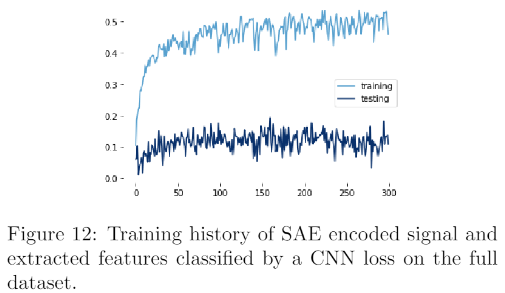 0.5
0.4
0.3
0.2
0.1
0.0
training
testing
0 50 100 150 200 250 300
Figure 12: Training history of SAE encoded signal and
extracted features classified by a CNN loss on the full
dataset.